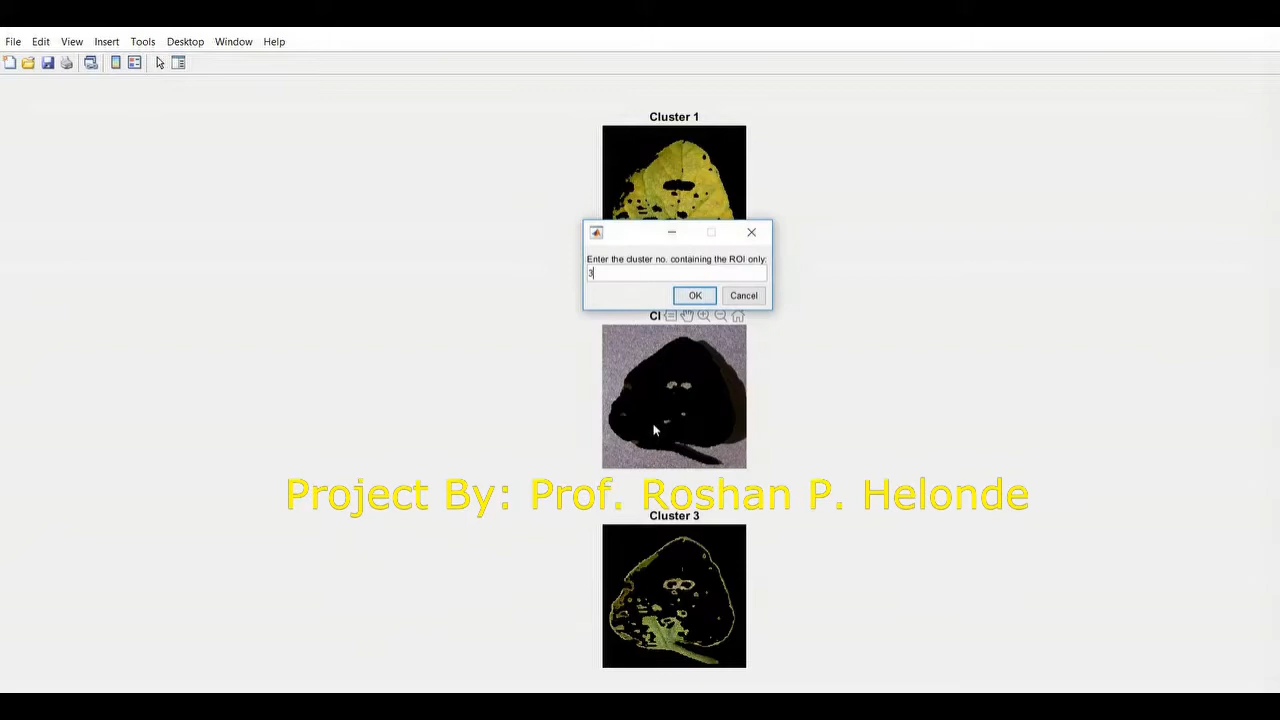 File Edit View Insert Tools Desktop Window Help
Cluster 1
Enter the cluster no. containing the ROI only:
3
OK Cancel
Cl
Project By: Prof. Roshan P. Helonde
Cluster 3